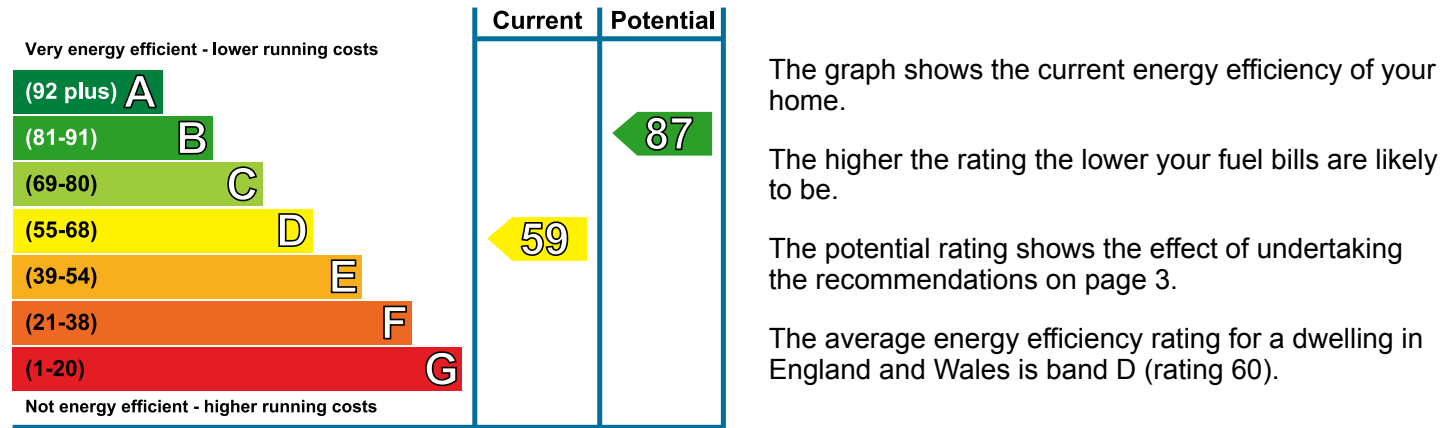 Current Potential
Very energy efficient - lower running costs
(92 plus) A
(81-91) B
87
(69-80) C
(55-68) D
59
(39-54) E
(21-38) F
(1-20) G
Not energy efficient - higher running costs
The graph shows the current energy efficiency of your
home.
The higher the rating the lower your fuel bills are likely
to be.
The potential rating shows the effect of undertaking
the recommendations on page 3.
The average energy efficiency rating for a dwelling in
England and Wales is band D (rating 60).